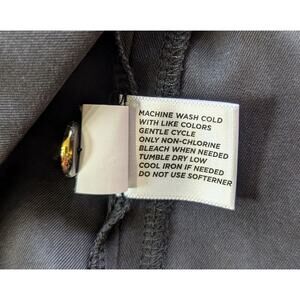 MACHINE WASH COLD
WITH LIKE COLORS
GENTLE CYCLE
ONLY NON-CHLORINE
BLEACH WHEN NEEDED
TUMBLE DRY LOW
COOL IRON IF NEEDED
DO NOT USE SOFTERNER